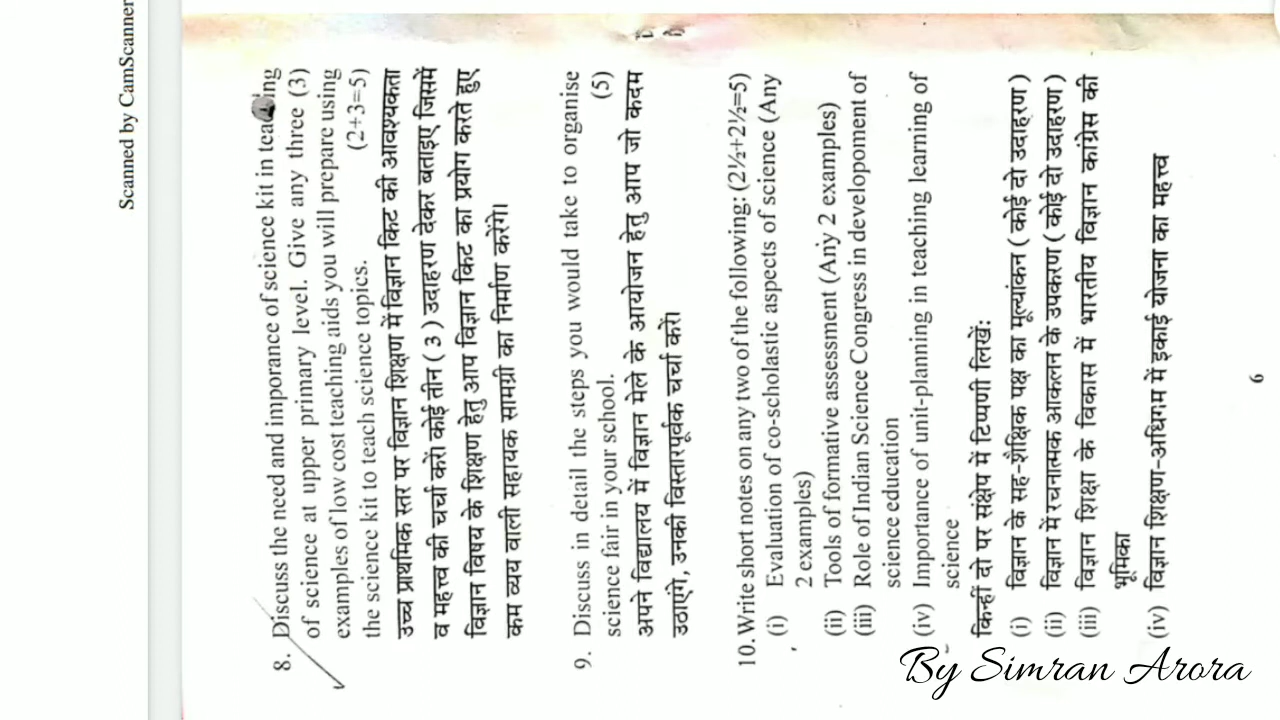 Scanned by CamScanner
8. Discuss the need and imporance of science kit in teaching
of science at upper primary level. Give any three (3)
examples of low cost teaching aids you will prepare using
the science kit to teach science topics. (2+3=5)
उच्च प्राथमिक स्तर पर विज्ञान शिक्षण में विज्ञान किट की आवश्यकता
व महत्त्व की चर्चा करें। कोई तीन ( 3 ) उदाहरण देकर बताइए जिसमें
विज्ञान विषय के शिक्षण हेतु आप विज्ञान किट का प्रयोग करते हुए
कम व्यय वाली सहायक सामग्री का निर्माण करेंगे।
9. Discuss in detail the steps you would take to organise
science fair in your school. (5)
अपने विद्यालय में विज्ञान मेले के आयोजन हेतु आप जो कदम
उठाएंगे, उनकी विस्तारपूर्वक चर्चा करें।
10. Write short notes on any two of the following: (2½+2½=5)
(i) Evaluation of co-scholastic aspects of science (Any
2 examples)
(ii) Tools of formative assessment (Any 2 examples)
(iii) Role of Indian Science Congress in developoment of
science education
(iv) Importance of unit-planning in teaching learning of
science
किन्हीं दो पर संक्षेप में टिप्पणी लिखें:
(i) विज्ञान के सह-शैक्षिक पक्ष का मूल्यांकन ( कोई दो उदाहरण )
(ii) विज्ञान में रचनात्मक आकलन के उपकरण ( कोई दो उदाहरण )
(iii) विज्ञान शिक्षा के विकास में भारतीय विज्ञान कांग्रेस की
भूमिका
(iv) विज्ञान शिक्षण-अधिगम में इकाई योजना का महत्त्व
6
By Simran Arora